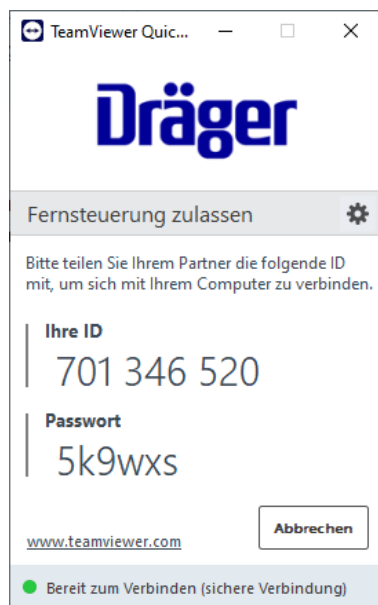 TeamViewer Quic...
Dräger
Fernsteuerung zulassen
Bitte teilen Sie Ihrem Partner die folgende ID
mit, um sich mit Ihrem Computer zu verbinden.
Ihre ID
701 346 520
Passwort
5k9wxs
www.teamviewer.com
Abbrechen
Bereit zum Verbinden (sichere Verbindung)